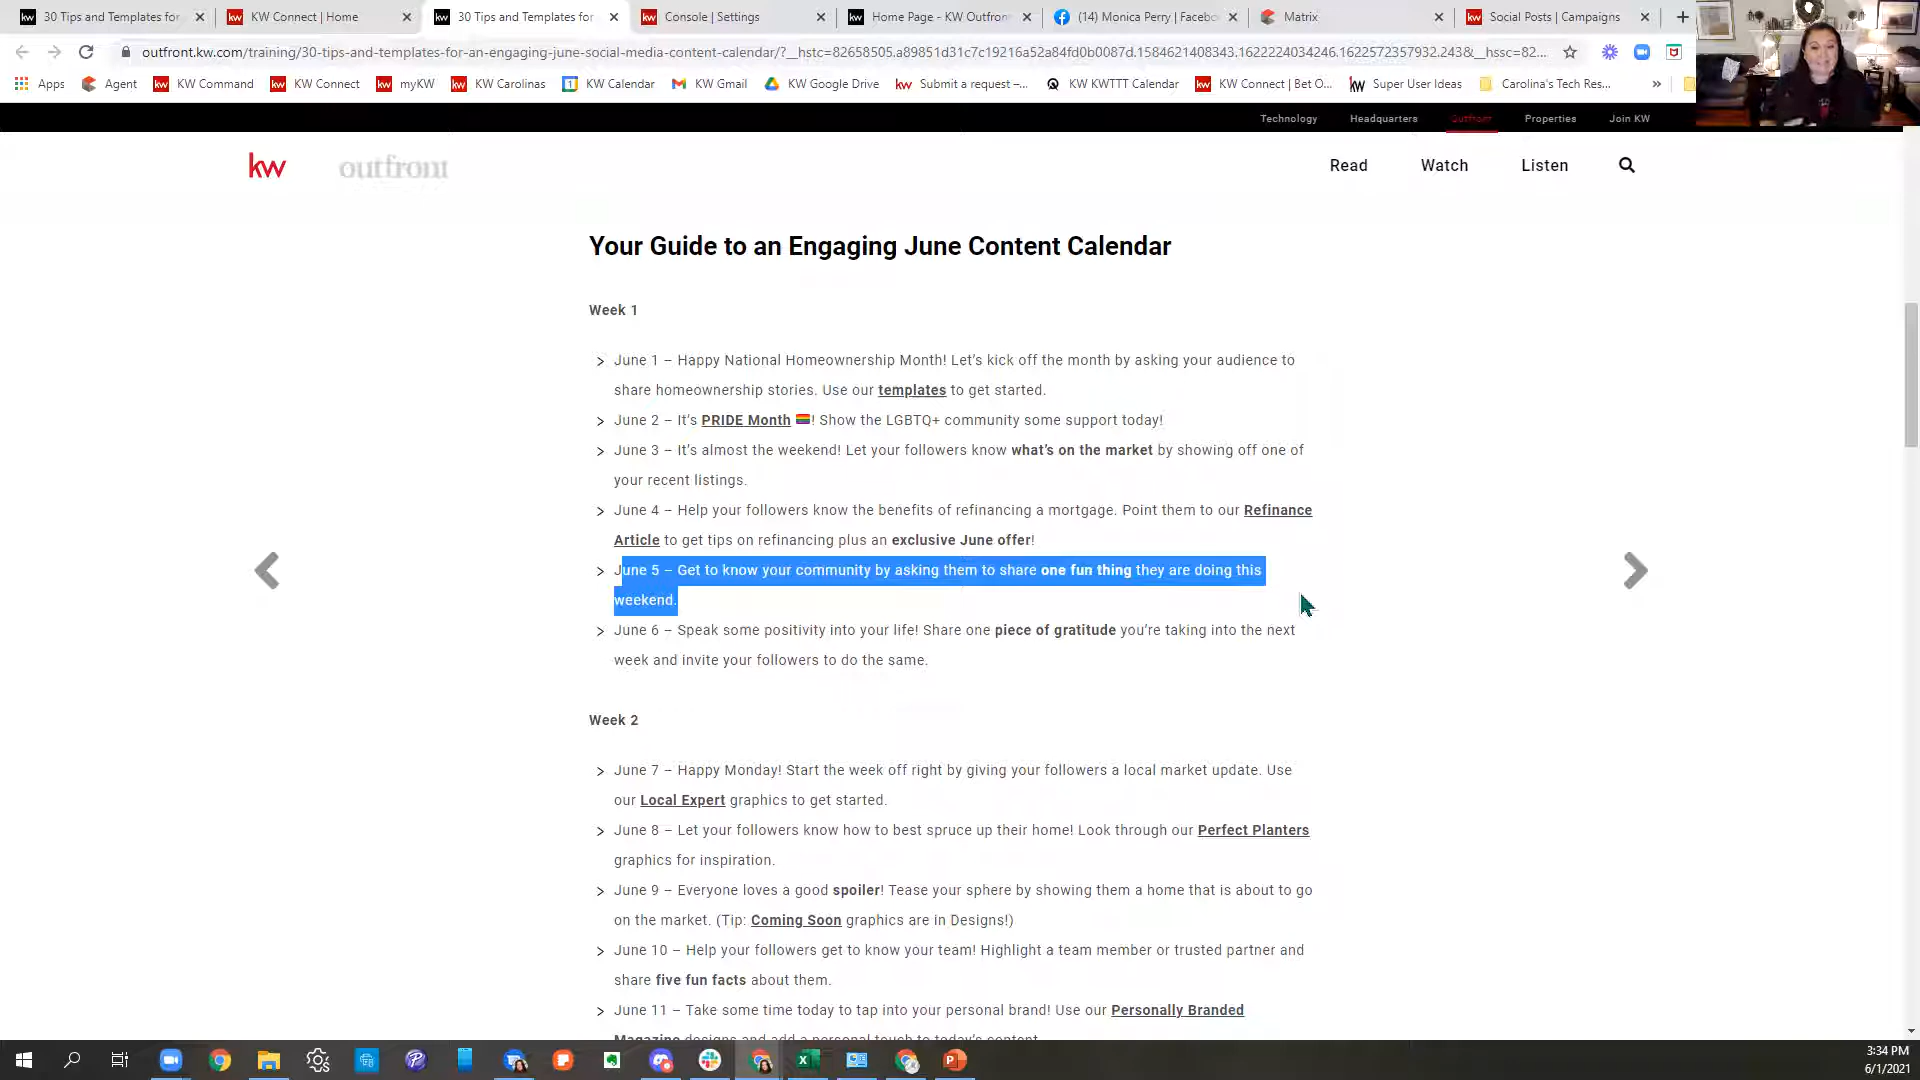 30 Tips and Templates for
KW Connect | Home
30 Tips and Templates for
Console | Settings
Home Page - KW Outfron
(14) Monica Perry | Facebo
Matrix
Social Posts | Campaigns
outfront.kw.com/training/30-tips-and-templates-for-an-engaging-june-social-media-content-calendar/?__hstc=82658505.a89851d31c7c19216a52a84fd0b0087d.1584621408343.1622224034246.1622572357932.243&__hssc=82...
Apps
Agent
KW Command
KW Connect
myKW
KW Carolinas
KW Calendar
KW Gmail
KW Google Drive
Submit a request –...
KW KWTTT Calendar
KW Connect | Bet O...
Super User Ideas
Carolina's Tech Res...
»
Technology
Headquarters
Outfront
Properties
Join KW
kw
outfront
Read
Watch
Listen
Your Guide to an Engaging June Content Calendar
Week 1
> June 1 – Happy National Homeownership Month! Let's kick off the month by asking your audience to
share homeownership stories. Use our templates to get started.
> June 2 – It's PRIDE Month 🏳️‍🌈! Show the LGBTQ+ community some support today!
> June 3 – It's almost the weekend! Let your followers know what's on the market by showing off one of
your recent listings.
> June 4 – Help your followers know the benefits of refinancing a mortgage. Point them to our Refinance
Article to get tips on refinancing plus an exclusive June offer!
> June 5 – Get to know your community by asking them to share one fun thing they are doing this
weekend.
> June 6 – Speak some positivity into your life! Share one piece of gratitude you're taking into the next
week and invite your followers to do the same.
Week 2
> June 7 – Happy Monday! Start the week off right by giving your followers a local market update. Use
our Local Expert graphics to get started.
> June 8 – Let your followers know how to best spruce up their home! Look through our Perfect Planters
graphics for inspiration.
> June 9 – Everyone loves a good spoiler! Tease your sphere by showing them a home that is about to go
on the market. (Tip: Coming Soon graphics are in Designs!)
> June 10 – Help your followers get to know your team! Highlight a team member or trusted partner and
share five fun facts about them.
> June 11 – Take some time today to tap into your personal brand! Use our Personally Branded
Magazine designs and add a personal touch to today's content.
3:34 PM
6/1/2021